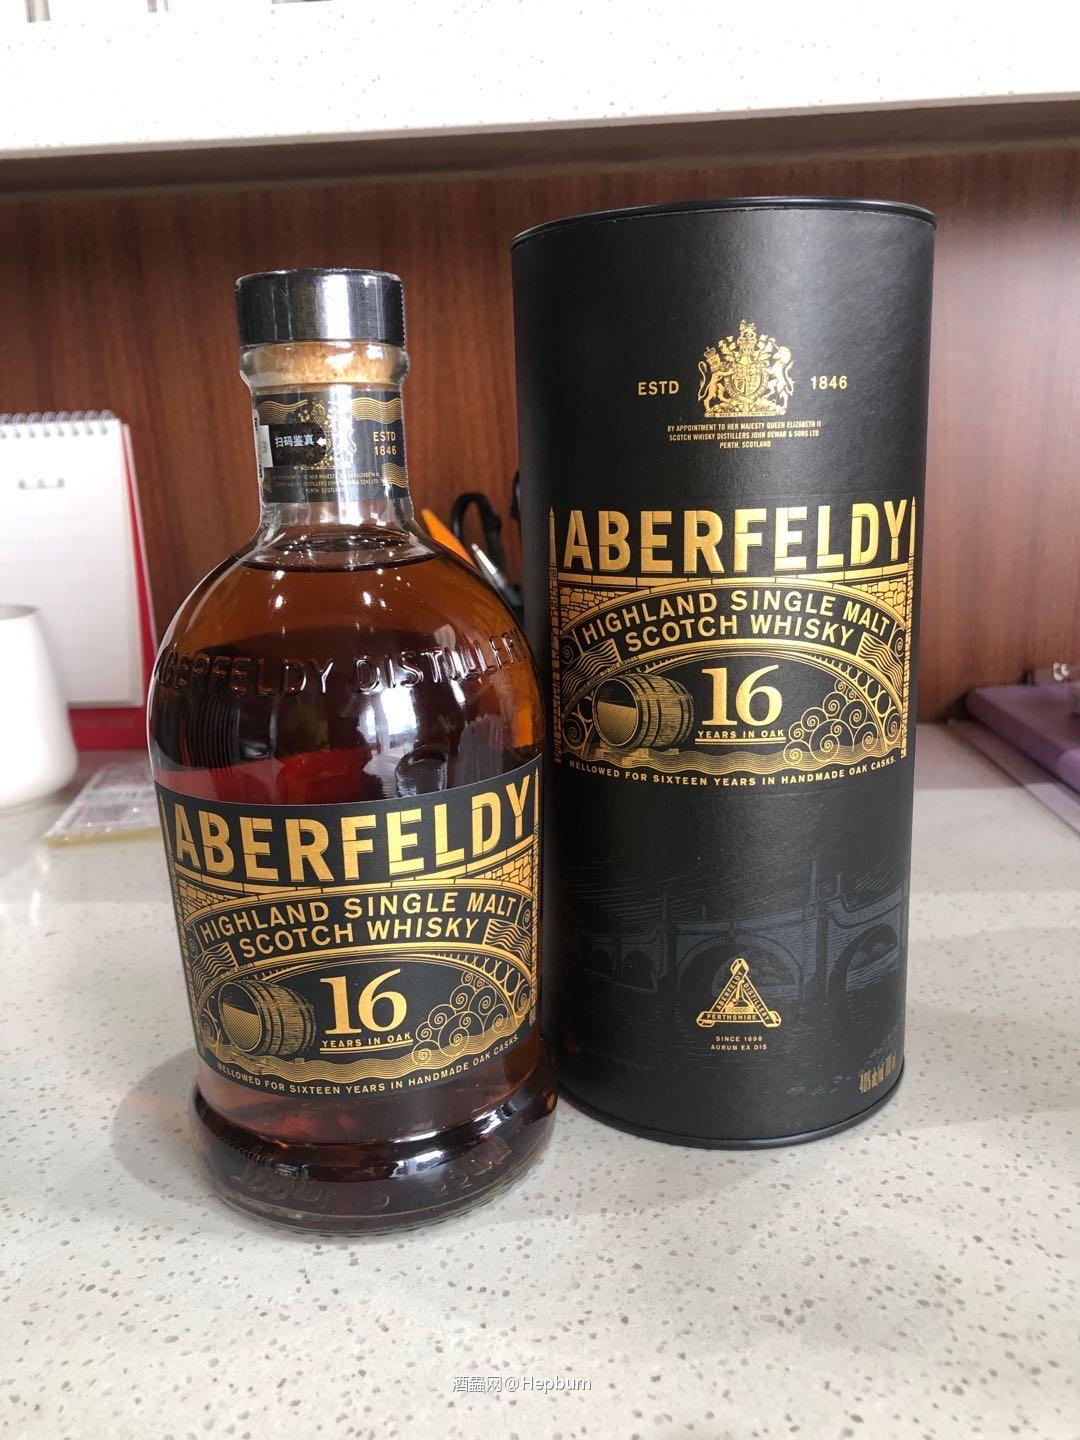 扫码鉴真
ESTD
1846
ABERFELDY DISTILLERY
ABERFELDY
HIGHLAND SINGLE MALT
SCOTCH WHISKY
16
YEARS IN OAK
MELLOWED FOR SIXTEEN YEARS IN HANDMADE OAK CASKS.
ESTD 1846
BY APPOINTMENT TO HER MAJESTY QUEEN ELIZABETH II
SCOTCH WHISKY DISTILLERS JOHN DEWAR & SONS LTD
PERTH, SCOTLAND
ABERFELDY
HIGHLAND SINGLE MALT
SCOTCH WHISKY
16
YEARS IN OAK
MELLOWED FOR SIXTEEN YEARS IN HANDMADE OAK CASKS.
ABERFELDY DISTILLERY
PERTHSHIRE
SINCE 1898
AURUM EX DIS
酒蠹网@Hepburn